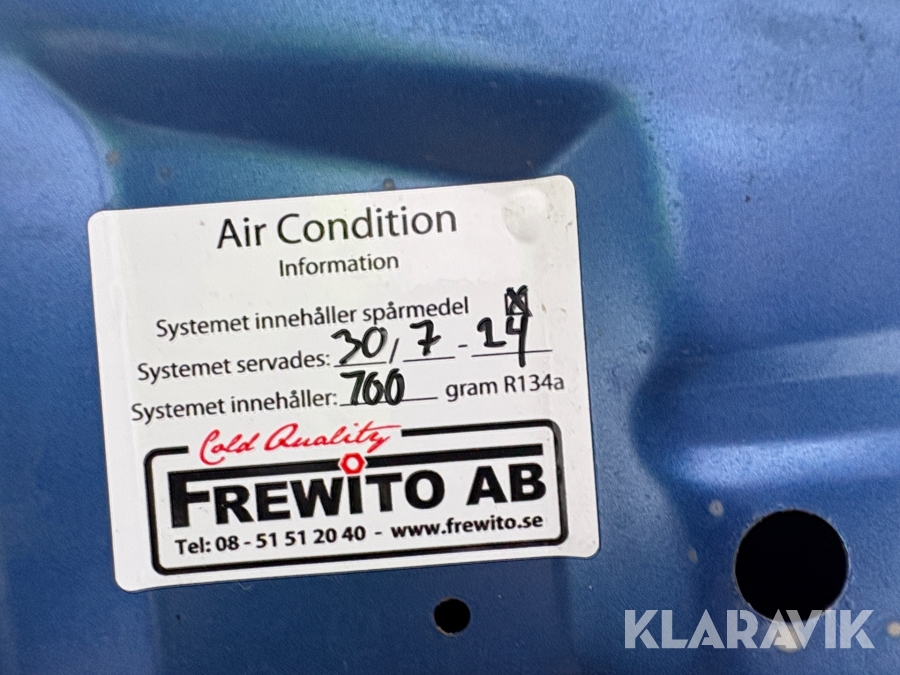 Air Condition
Information
Systemet innehåller spårmedel ☒
Systemet servades: 30/7-24
Systemet innehåller: 700 gram R134a
Cold Quality
FREWITO AB
Tel: 08 - 51 51 20 40 - www.frewito.se
KLARAVIK